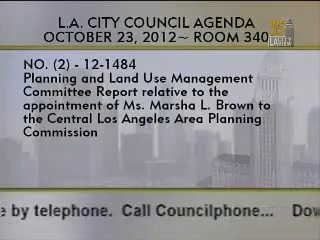 L.A. CITY COUNCIL AGENDA
OCTOBER 23, 2012~ ROOM 340
NO. (2) - 12-1484
Planning and Land Use Management
Committee Report relative to the
appointment of Ms. Marsha L. Brown to
the Central Los Angeles Area Planning
Commission
e by telephone.  Call Councilphone...    Dow